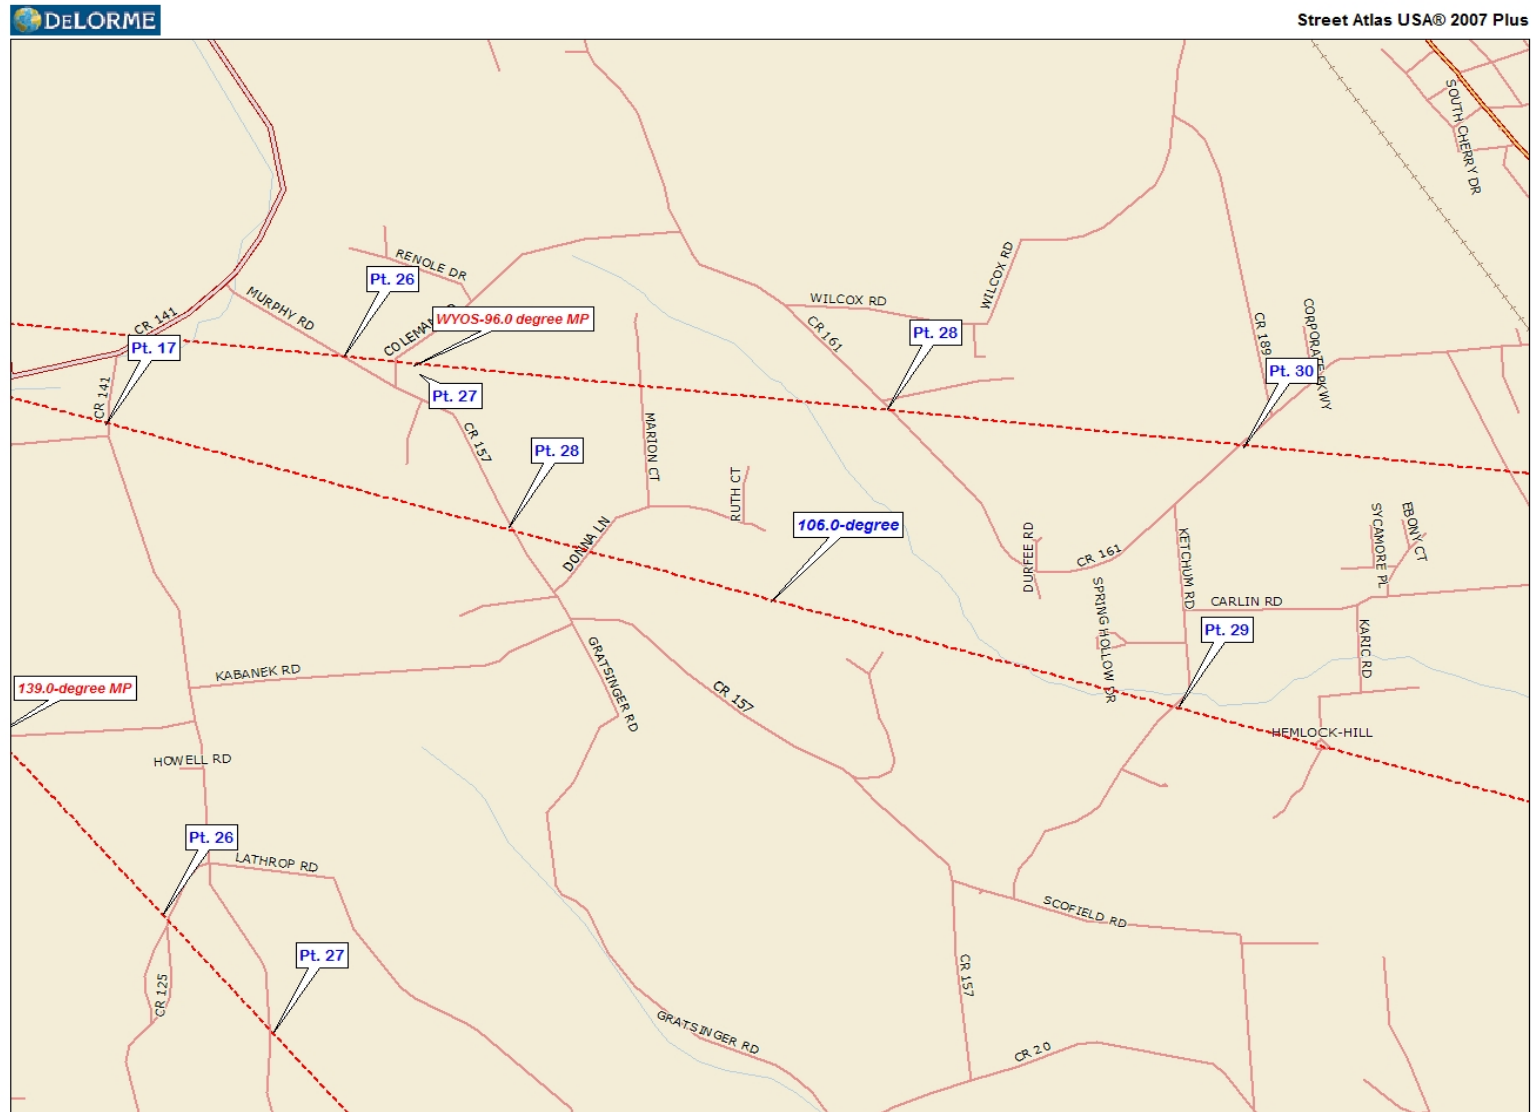 DELORME
Street Atlas USA® 2007 Plus
SOUTH CHERRY DR
RENOLE DR
Pt. 26
WILCOX RD
MURPHY RD
WILCOX RD
CR 141
WYOS-96.0 degree MP
CR 161
CR 189
CORPORATE PKWY
Pt. 28
Pt. 17
Pt. 30
Pt. 27
CR 141
MARION CT
CR 157
Pt. 28
RUTH CT
106.0-degree
DONNA LN
DURFEE RD
CR 161
KETCHUM RD
SYCAMORE PL
EBONY CT
SPRING HOLLOW DR
CARLIN RD
Pt. 29
KARIC RD
KABANEK RD
GRATSINGER RD
139.0-degree MP
CR 157
HEMLOCK-HILL
HOWELL RD
Pt. 26
LATHROP RD
SCOFIELD RD
Pt. 27
CR 125
CR 157
GRATSINGER RD
CR 20